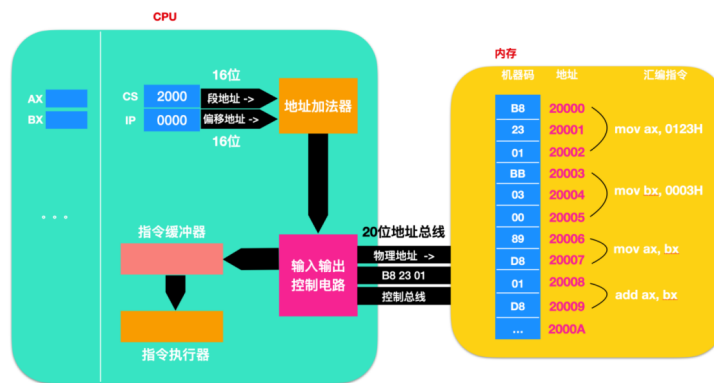 CPU
16位
AX
CS 2000 段地址 ->
地址加法器
BX
IP 0000 偏移地址 ->
16位
...
指令缓冲器
指令执行器
输入输出
控制电路
20位地址总线
物理地址 ->
B8 23 01
控制总线
内存
机器码 地址 汇编指令
B8 20000
23 20001 mov ax, 0123H
01 20002
BB 20003
03 20004 mov bx, 0003H
00 20005
89 20006
mov ax, bx
D8 20007
01 20008
add ax, bx
D8 20009
... 2000A